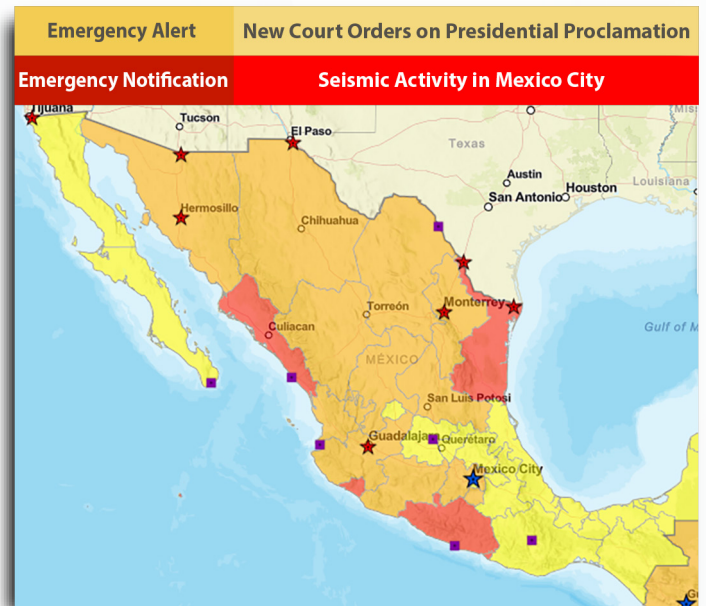 Emergency Alert
New Court Orders on Presidential Proclamation
Emergency Notification
Seismic Activity in Mexico City
Tijuana
Tucson
El Paso
Texas
Austin
San Antonio
Houston
Louisiana
Hermosillo
Chihuahua
Torreón
Monterrey
Culiacan
MÉXICO
Gulf of M
San Luis Potosi
Guadalajara
Querétaro
Mexico City